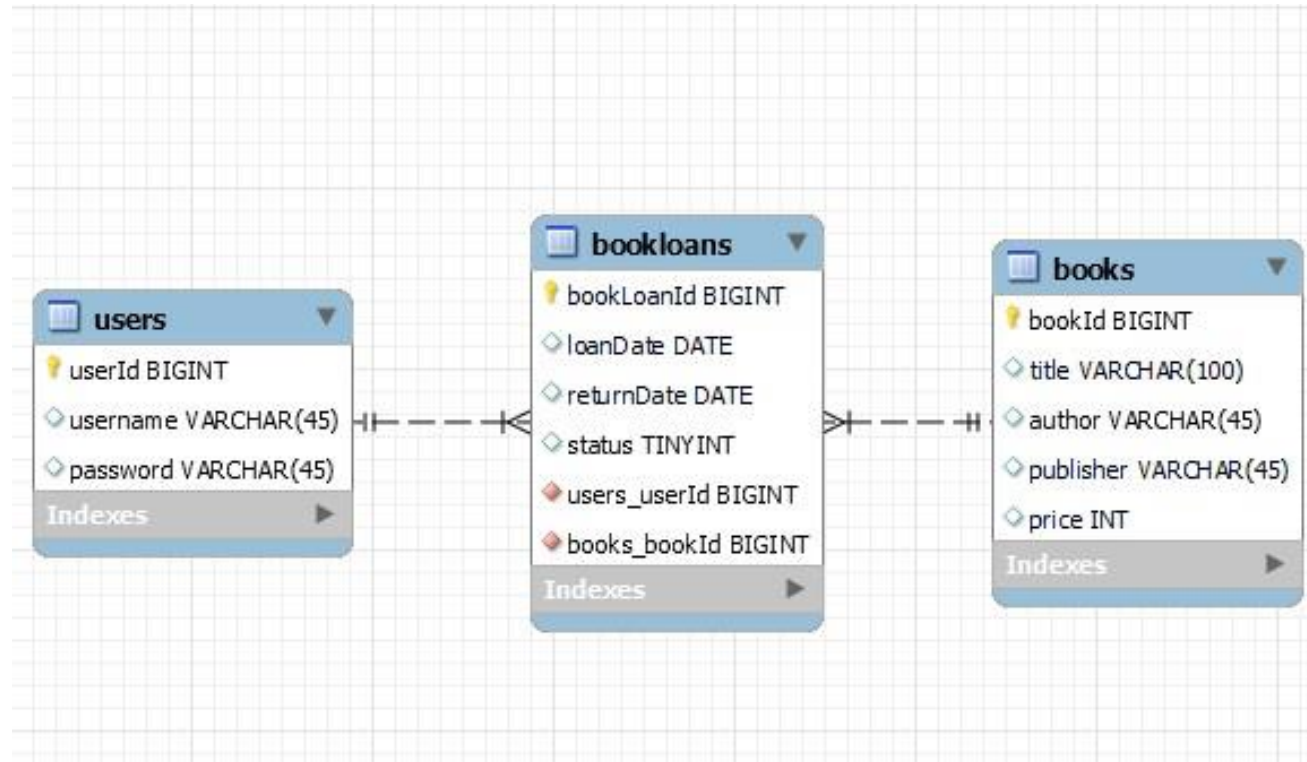 users
userId BIGINT
username VARCHAR(45)
password VARCHAR(45)
Indexes
bookloans
bookLoanId BIGINT
loanDate DATE
returnDate DATE
status TINYINT
users_userId BIGINT
books_bookId BIGINT
Indexes
books
bookId BIGINT
title VARCHAR(100)
author VARCHAR(45)
publisher VARCHAR(45)
price INT
Indexes